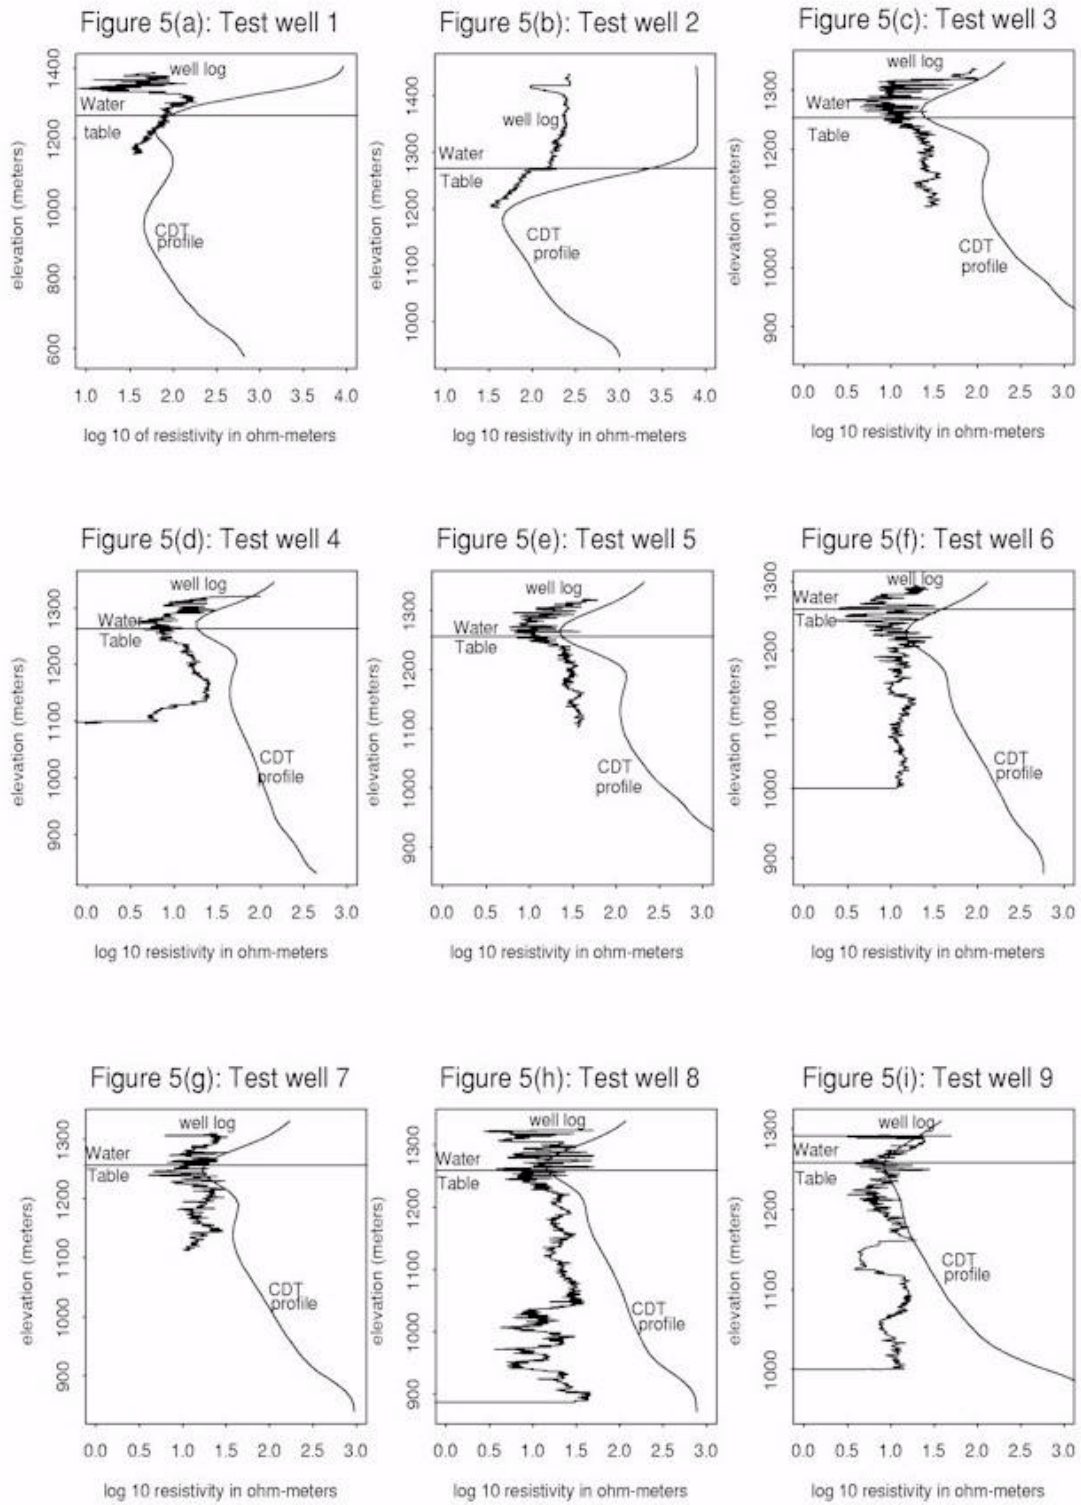 Figure 5(a): Test well 1
1400
1200
1000
800
600
elevation (meters)
well log
Water
table
CDT
profile
1.0 1.5 2.0 2.5 3.0 3.5 4.0
log 10 of resistivity in ohm-meters
Figure 5(b): Test well 2
1400
1300
1200
1100
1000
elevation (meters)
well log
Water
Table
CDT
profile
1.0 1.5 2.0 2.5 3.0 3.5 4.0
log 10 resistivity in ohm-meters
Figure 5(c): Test well 3
1300
1200
1100
1000
900
elevation (meters)
well log
Water
Table
CDT
profile
0.0 0.5 1.0 1.5 2.0 2.5 3.0
log 10 resistivity in ohm-meters
Figure 5(d): Test well 4
1300
1200
1100
1000
900
elevation (meters)
well log
Water
Table
CDT
profile
0.0 0.5 1.0 1.5 2.0 2.5 3.0
log 10 resistivity in ohm-meters
Figure 5(e): Test well 5
1300
1200
1100
1000
900
elevation (meters)
well log
Water
Table
CDT
profile
0.0 0.5 1.0 1.5 2.0 2.5 3.0
log 10 resistivity in ohm-meters
Figure 5(f): Test well 6
1300
1200
1100
1000
900
elevation (meters)
well log
Water
Table
CDT
profile
0.0 0.5 1.0 1.5 2.0 2.5 3.0
log 10 resistivity in ohm-meters
Figure 5(g): Test well 7
1300
1200
1100
1000
900
elevation (meters)
well log
Water
Table
CDT
profile
0.0 0.5 1.0 1.5 2.0 2.5 3.0
log 10 resistivity in ohm-meters
Figure 5(h): Test well 8
1300
1200
1100
1000
900
elevation (meters)
well log
Water
Table
CDT
profile
0.0 0.5 1.0 1.5 2.0 2.5 3.0
log 10 resistivity in ohm-meters
Figure 5(i): Test well 9
1300
1200
1100
1000
elevation (meters)
well log
Water
Table
CDT
profile
0.0 0.5 1.0 1.5 2.0 2.5 3.0
log 10 resistivity in ohm-meters